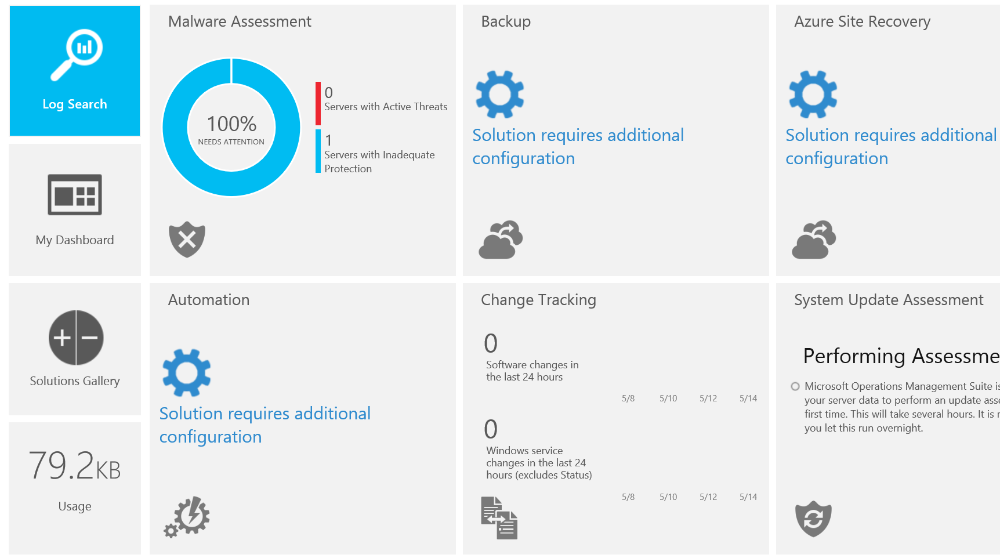 Log Search
My Dashboard
Solutions Gallery
79.2KB
Usage
Malware Assessment
100%
NEEDS ATTENTION
0
Servers with Active Threats
1
Servers with Inadequate
Protection
Backup
Solution requires additional
configuration
Azure Site Recovery
Solution requires additional
configuration
Automation
Solution requires additional
configuration
Change Tracking
0
Software changes in
the last 24 hours
5/8 5/10 5/12 5/14
0
Windows service
changes in the last 24
hours (excludes Status)
5/8 5/10 5/12 5/14
System Update Assessment
Performing Assessme
Microsoft Operations Management Suite is
your server data to perform an update asse
first time. This will take several hours. It is r
you let this run overnight.